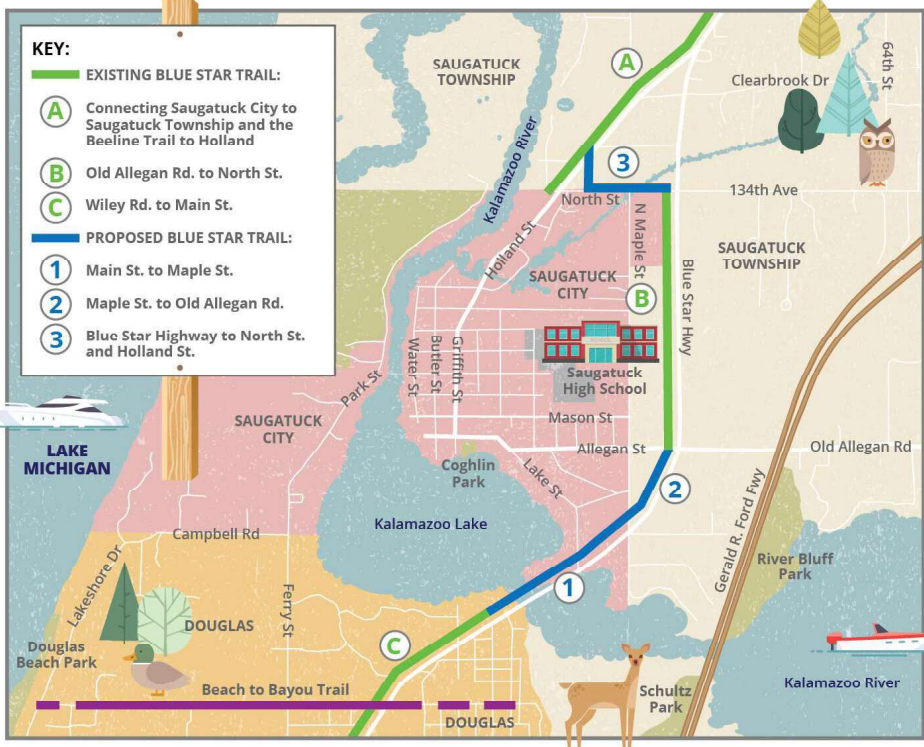 KEY:
EXISTING BLUE STAR TRAIL:
A
Connecting Saugatuck City to
Saugatuck Township and the
Beeline Trail to Holland
B
Old Allegan Rd. to North St.
C
Wiley Rd. to Main St.
PROPOSED BLUE STAR TRAIL:
1
Main St. to Maple St.
2
Maple St. to Old Allegan Rd.
3
Blue Star Highway to North St.
and Holland St.
SAUGATUCK
TOWNSHIP
A
64th St
Clearbrook Dr
Kalamazoo River
3
134th Ave
North St
N Maple St
Holland St
SAUGATUCK
TOWNSHIP
SAUGATUCK
CITY
B
Blue Star Hwy
SCHOOL
Saugatuck
High School
Water St
Butler St
Griffith St
Park St
SAUGATUCK
CITY
Mason St
Allegan St
Old Allegan Rd
LAKE
MICHIGAN
Coghlin
Park
Lake St
2
Gerald R. Ford Fwy
Kalamazoo Lake
Campbell Rd
River Bluff
Park
1
Lakeshore Dr
Ferry St
DOUGLAS
C
Douglas
Beach Park
Beach to Bayou Trail
DOUGLAS
Schultz
Park
Kalamazoo River